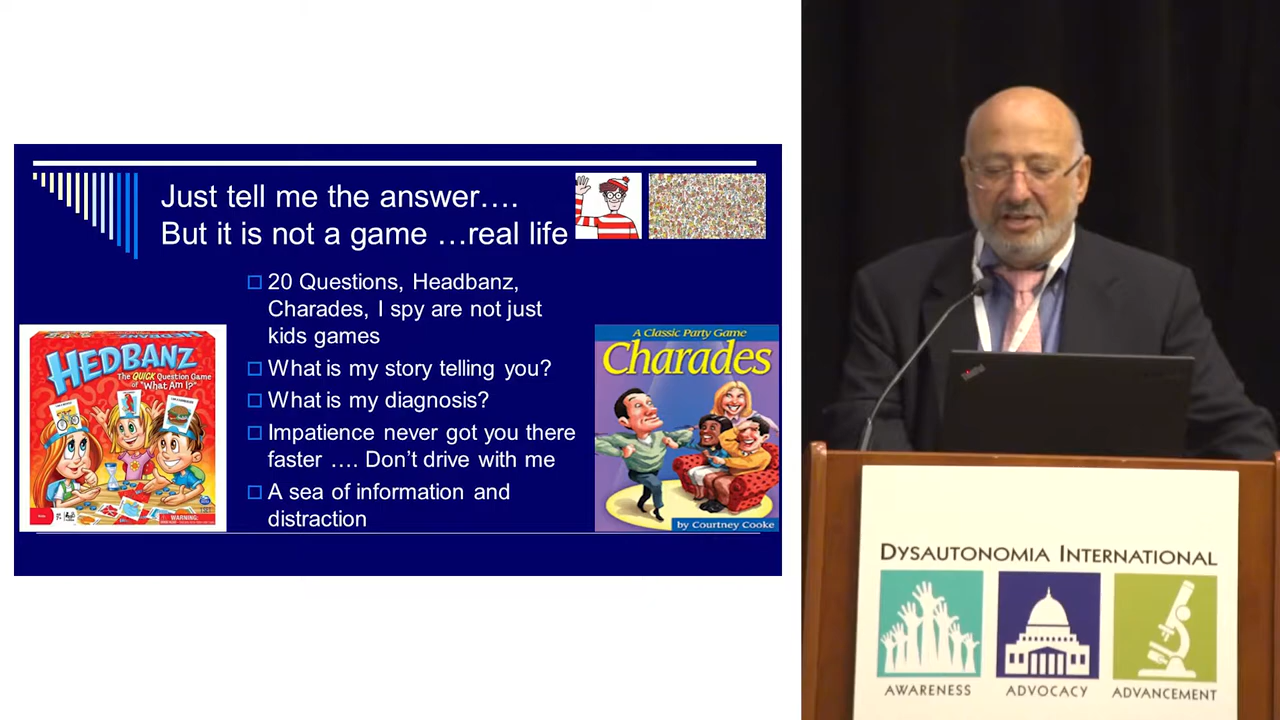 Just tell me the answer....
But it is not a game ...real life
20 Questions, Headbanz,
Charades, I spy are not just
kids games
What is my story telling you?
What is my diagnosis?
Impatience never got you there
faster .... Don't drive with me
A sea of information and
distraction
HEDBANZ
The QUICK Question Game
of "What Am I?"
WARNING:
A Classic Party Game
Charades
by Courtney Cooke
DYSAUTONOMIA INTERNATIONAL
AWARENESS
ADVOCACY
ADVANCEMENT